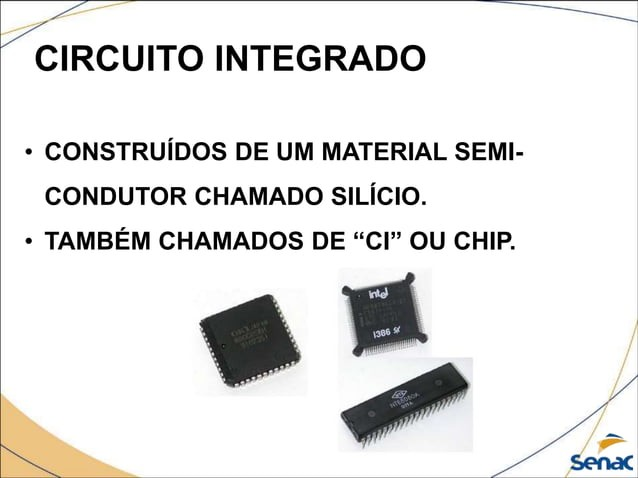 CIRCUITO INTEGRADO
• CONSTRUÍDOS DE UM MATERIAL SEMI-
CONDUTOR CHAMADO SILÍCIO.
• TAMBÉM CHAMADOS DE “CI” OU CHIP.
intel
i386
Senac